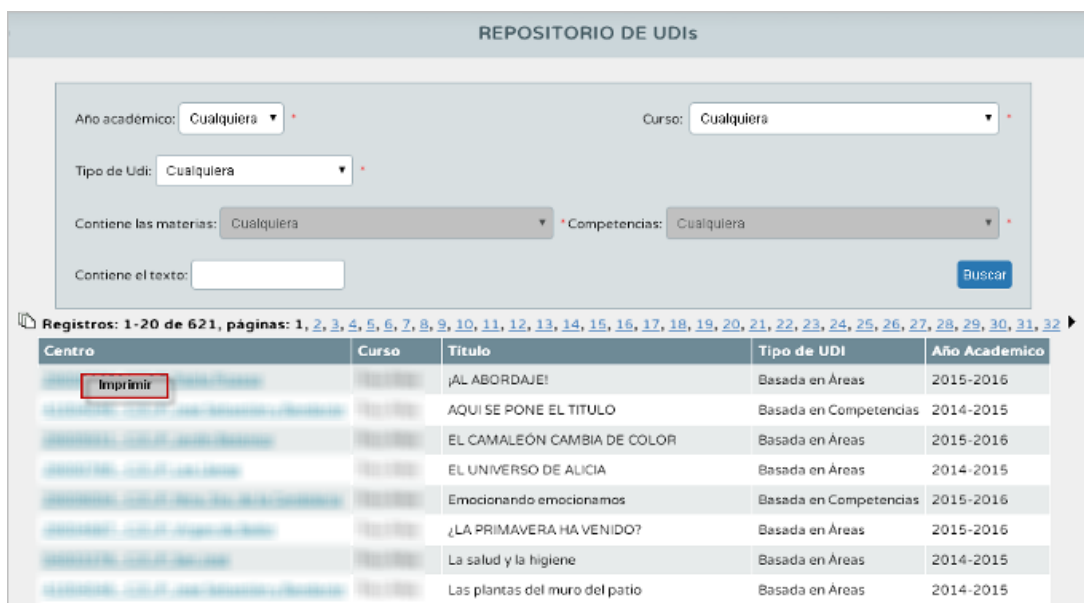 REPOSITORIO DE UDIs
Año académico: Cualquiera * Curso: Cualquiera *
Tipo de Udi: Cualquiera *
Contiene las materias: Cualquiera * Competencias: Cualquiera *
Contiene el texto: Buscar
Registros: 1-20 de 621, páginas: 1, 2, 3, 4, 5, 6, 7, 8, 9, 10, 11, 12, 13, 14, 15, 16, 17, 18, 19, 20, 21, 22, 23, 24, 25, 26, 27, 28, 29, 30, 31, 32
Centro Curso Título Tipo de UDI Año Academico
Imprimir ¡AL ABORDAJE! Basada en Áreas 2015-2016
AQUI SE PONE EL TITULO Basada en Competencias 2014-2015
EL CAMALEÓN CAMBIA DE COLOR Basada en Áreas 2015-2016
EL UNIVERSO DE ALICIA Basada en Áreas 2014-2015
Emocionando emocionamos Basada en Competencias 2015-2016
¿LA PRIMAVERA HA VENIDO? Basada en Áreas 2015-2016
La salud y la higiene Basada en Áreas 2014-2015
Las plantas del muro del patio Basada en Áreas 2014-2015